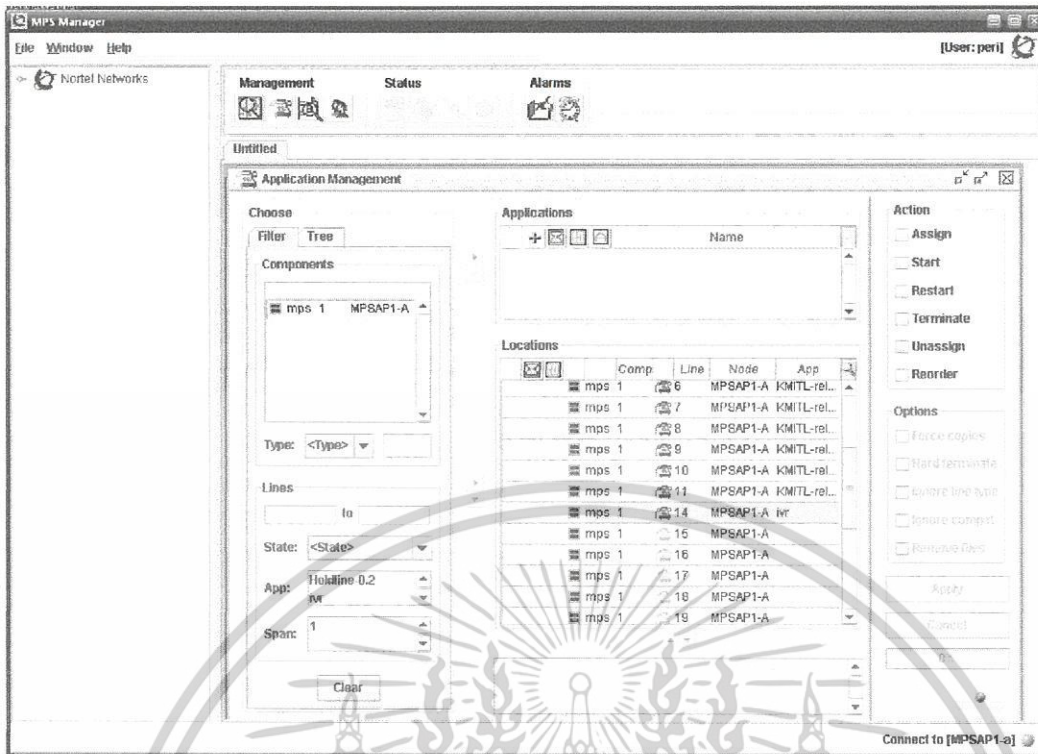 MPS Manager
File Window Help
[User: peri]
Nortel Networks
Management Status Alarms
Untitled
Application Management
Choose
Filter Tree
Components
mps 1 MPSAP1-A
Type: <Type>
Lines
to
State: <State>
App: Holdline-0.2
ivr
Span: 1
Clear
Applications
Name
Locations
Comp. Line Node App
mps 1 6 MPSAP1-A KMITL-rel...
mps 1 7 MPSAP1-A KMITL-rel...
mps 1 8 MPSAP1-A KMITL-rel...
mps 1 9 MPSAP1-A KMITL-rel...
mps 1 10 MPSAP1-A KMITL-rel...
mps 1 11 MPSAP1-A KMITL-rel...
mps 1 14 MPSAP1-A ivr
mps 1 15 MPSAP1-A
mps 1 16 MPSAP1-A
mps 1 17 MPSAP1-A
mps 1 18 MPSAP1-A
mps 1 19 MPSAP1-A
Action
Assign
Start
Restart
Terminate
Unassign
Reorder
Options
Force copies
Hard terminate
Ignore line type
Ignore compat
Remove files
Apply
Cancel
Connect to [MPSAP1-a]